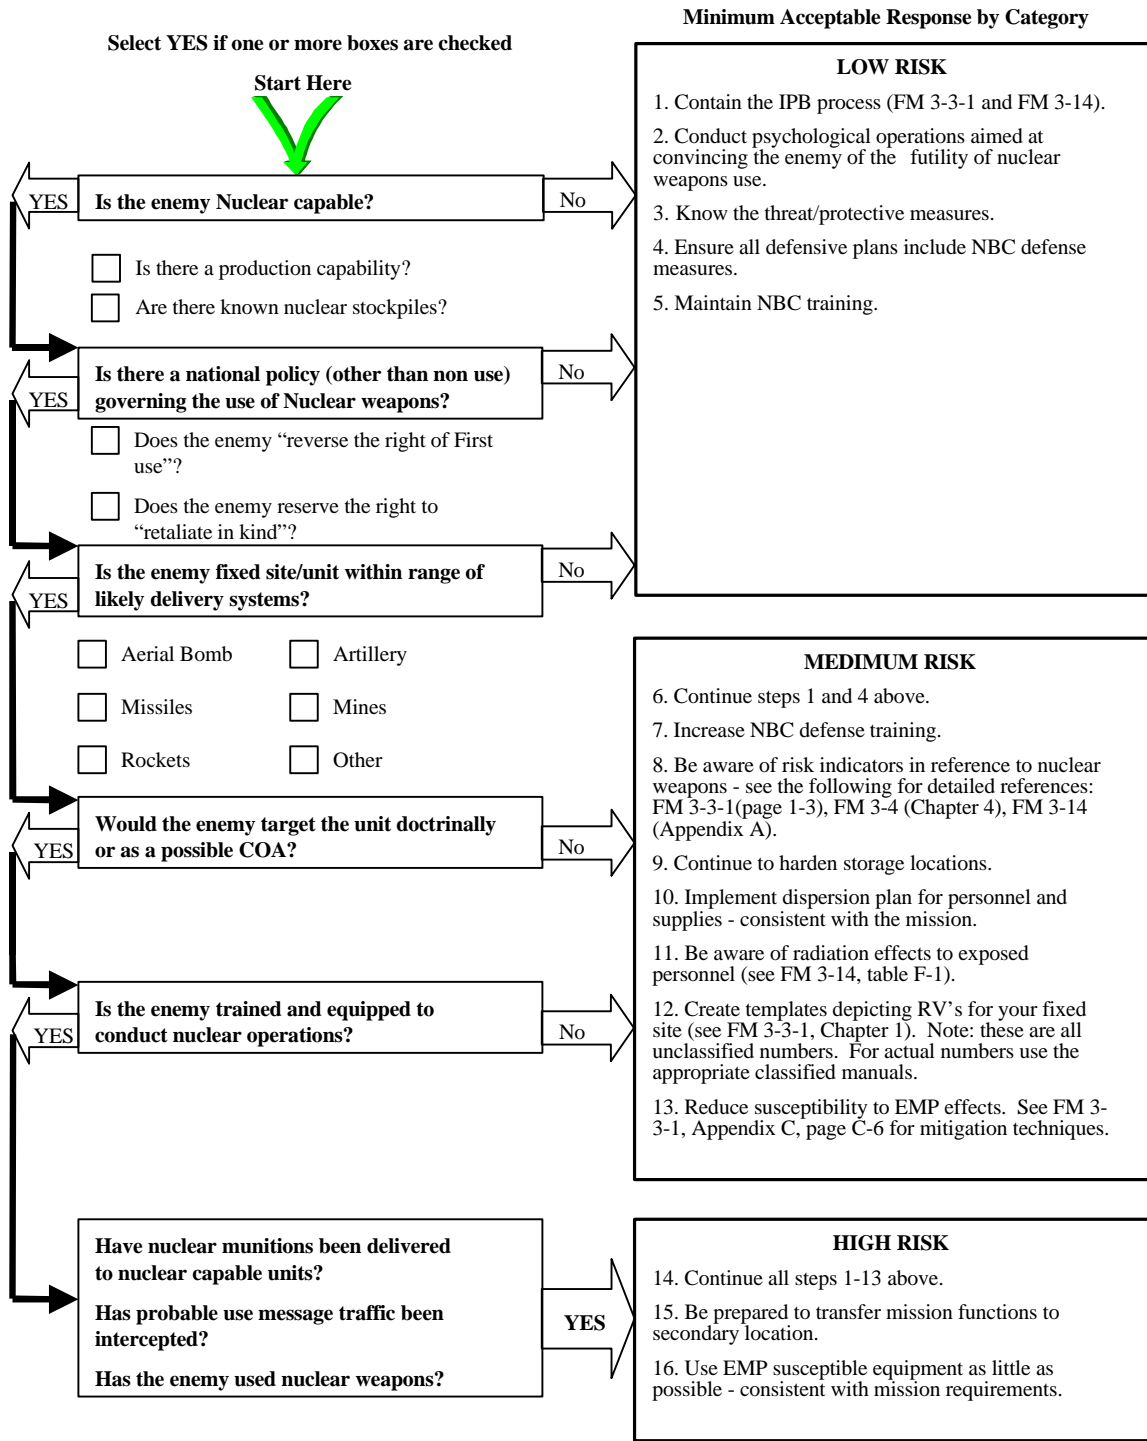 Minimum Acceptable Response by Category
Select YES if one or more boxes are checked
Start Here
YES
Is the enemy Nuclear capable?
No
Is there a production capability?
Are there known nuclear stockpiles?
YES
Is there a national policy (other than non use)
governing the use of Nuclear weapons?
No
Does the enemy “reverse the right of First
use”?
Does the enemy reserve the right to
“retaliate in kind”?
YES
Is the enemy fixed site/unit within range of
likely delivery systems?
No
Aerial Bomb
Artillery
Missiles
Mines
Rockets
Other
YES
Would the enemy target the unit doctrinally
or as a possible COA?
No
YES
Is the enemy trained and equipped to
conduct nuclear operations?
No
Have nuclear munitions been delivered
to nuclear capable units?
Has probable use message traffic been
intercepted?
Has the enemy used nuclear weapons?
YES
LOW RISK
1. Contain the IPB process (FM 3-3-1 and FM 3-14).
2. Conduct psychological operations aimed at
convincing the enemy of the futility of nuclear
weapons use.
3. Know the threat/protective measures.
4. Ensure all defensive plans include NBC defense
measures.
5. Maintain NBC training.
MEDIMUM RISK
6. Continue steps 1 and 4 above.
7. Increase NBC defense training.
8. Be aware of risk indicators in reference to nuclear
weapons - see the following for detailed references:
FM 3-3-1(page 1-3), FM 3-4 (Chapter 4), FM 3-14
(Appendix A).
9. Continue to harden storage locations.
10. Implement dispersion plan for personnel and
supplies - consistent with the mission.
11. Be aware of radiation effects to exposed
personnel (see FM 3-14, table F-1).
12. Create templates depicting RV’s for your fixed
site (see FM 3-3-1, Chapter 1). Note: these are all
unclassified numbers. For actual numbers use the
appropriate classified manuals.
13. Reduce susceptibility to EMP effects. See FM 3-
3-1, Appendix C, page C-6 for mitigation techniques.
HIGH RISK
14. Continue all steps 1-13 above.
15. Be prepared to transfer mission functions to
secondary location.
16. Use EMP susceptible equipment as little as
possible - consistent with mission requirements.